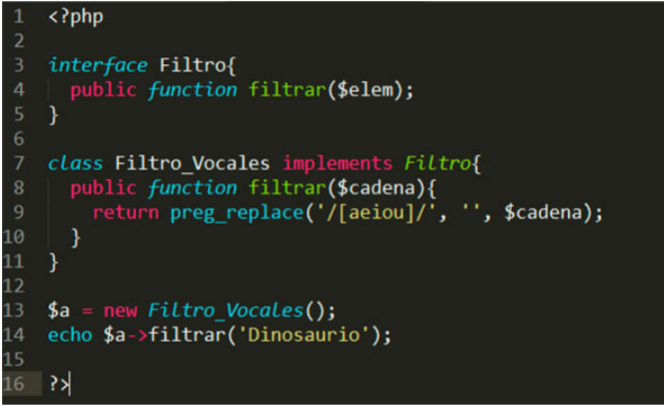 1 <?php
2
3 interface Filtro{
4 public function filtrar($elem);
5 }
6
7 class Filtro_Vocales implements Filtro{
8 public function filtrar($cadena){
9 return preg_replace('/[aeiou]/', '', $cadena);
10 }
11 }
12
13 $a = new Filtro_Vocales();
14 echo $a->filtrar('Dinosaurio');
15
16 ?>